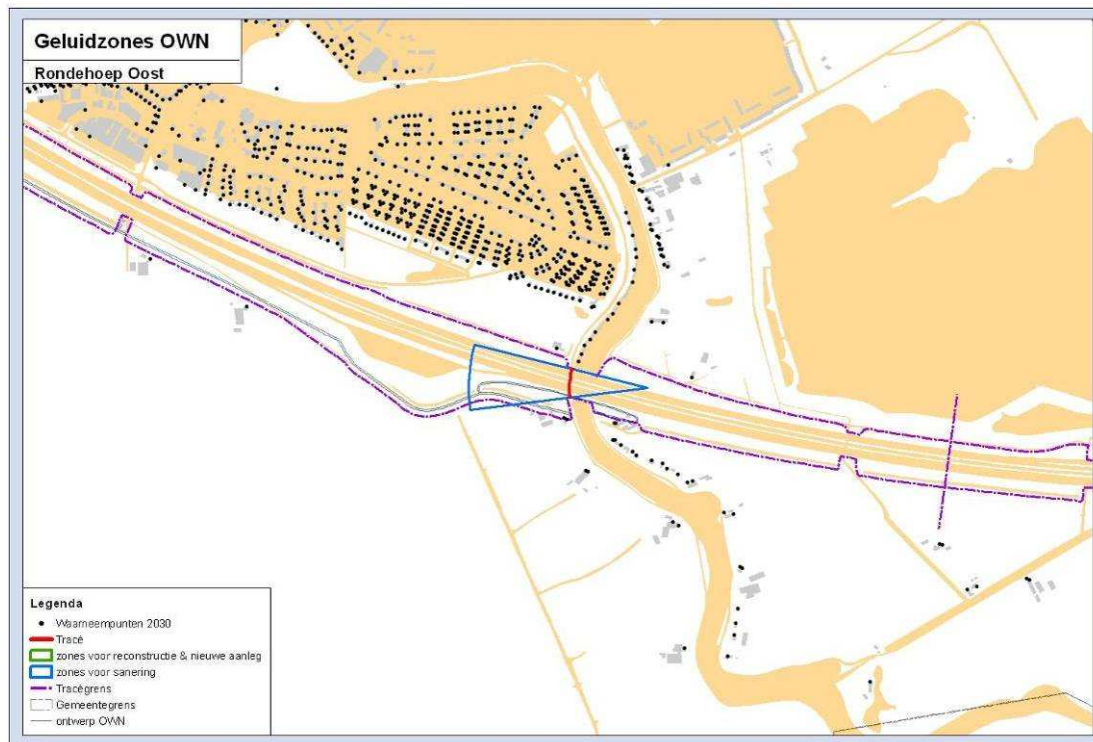 Geluidzones OWN
Rondehoep Oost
Legenda
Waarneempunten 2030
Tracé
zones voor reconstructie & nieuwe aanleg
zones voor sanering
Tracégrens
Gemeentegrens
ontwerp OWN